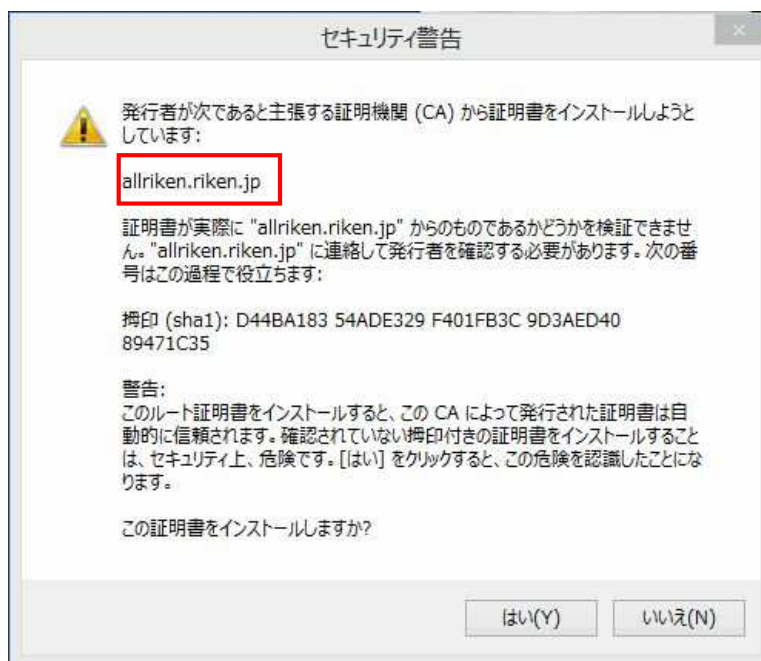 セキュリティ警告
発行者が次であると主張する証明機関 (CA) から証明書をインストールしようと
しています:
allriken.riken.jp
証明書が実際に "allriken.riken.jp" からのものであるかどうかを検証できませ
ん。"allriken.riken.jp" に連絡して発行者を確認する必要があります。次の番
号はこの過程で役立ちます:
拇印 (sha1): D44BA183 54ADE329 F401FB3C 9D3AED40
89471C35
警告:
このルート証明書をインストールすると、この CA によって発行された証明書は自
動的に信頼されます。確認されていない拇印付きの証明書をインストールすること
は、セキュリティ上、危険です。[はい] をクリックすると、この危険を認識したことにな
ります。
この証明書をインストールしますか?
はい(Y)
いいえ(N)